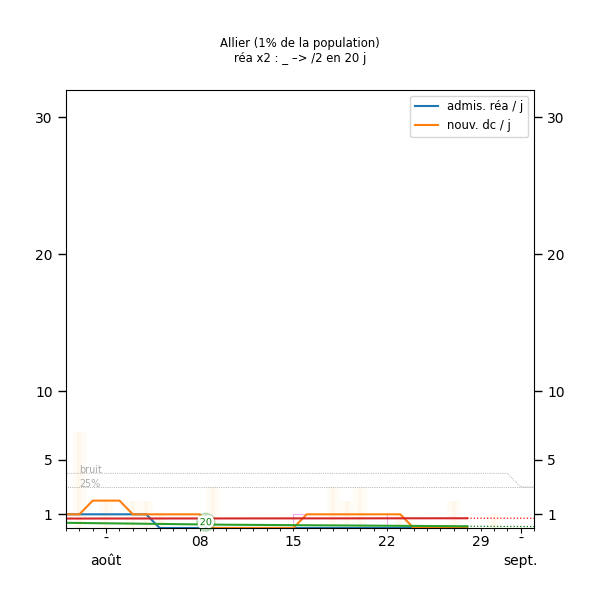 Allier (1% de la population)
réa x2 : _ –> /2 en 20 j
admis. réa / j
nouv. dc / j
30
30
20
20
10
10
5
5
bruit
25%
1
1
20
-
08
15
22
29
-
août
sept.